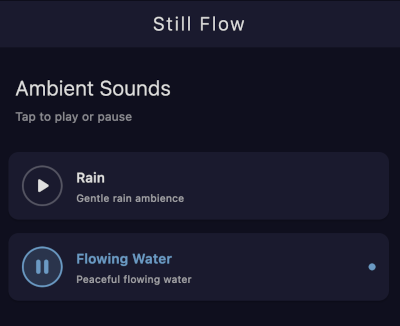 Still Flow
Ambient Sounds
Tap to play or pause
Rain
Gentle rain ambience
Flowing Water
Peaceful flowing water